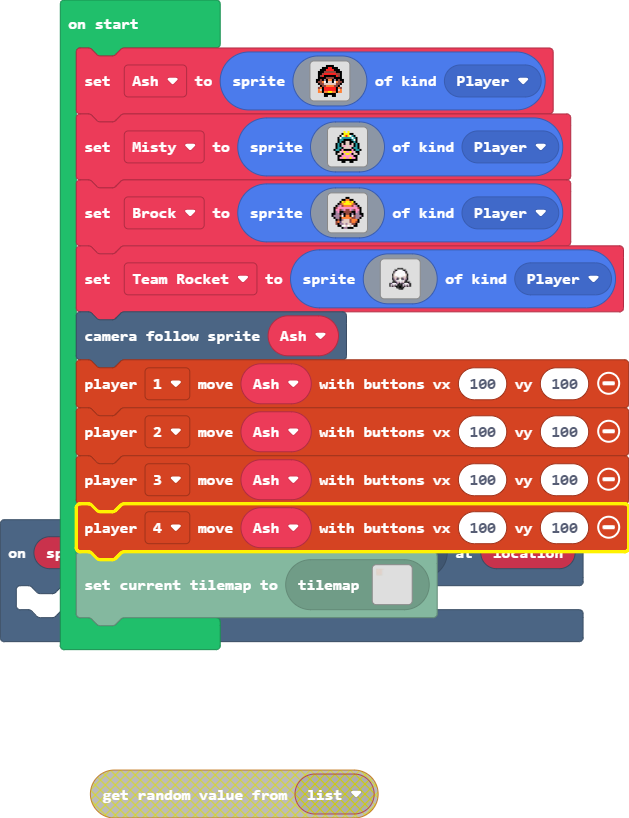 on start
set Ash to sprite of kind Player
set Misty to sprite of kind Player
set Brock to sprite of kind Player
set Team Rocket to sprite of kind Player
camera follow sprite Ash
player 1 move Ash with buttons vx 100 vy 100
player 2 move Ash with buttons vx 100 vy 100
player 3 move Ash with buttons vx 100 vy 100
player 4 move Ash with buttons vx 100 vy 100
on sp at location
set current tilemap to tilemap
get random value from list